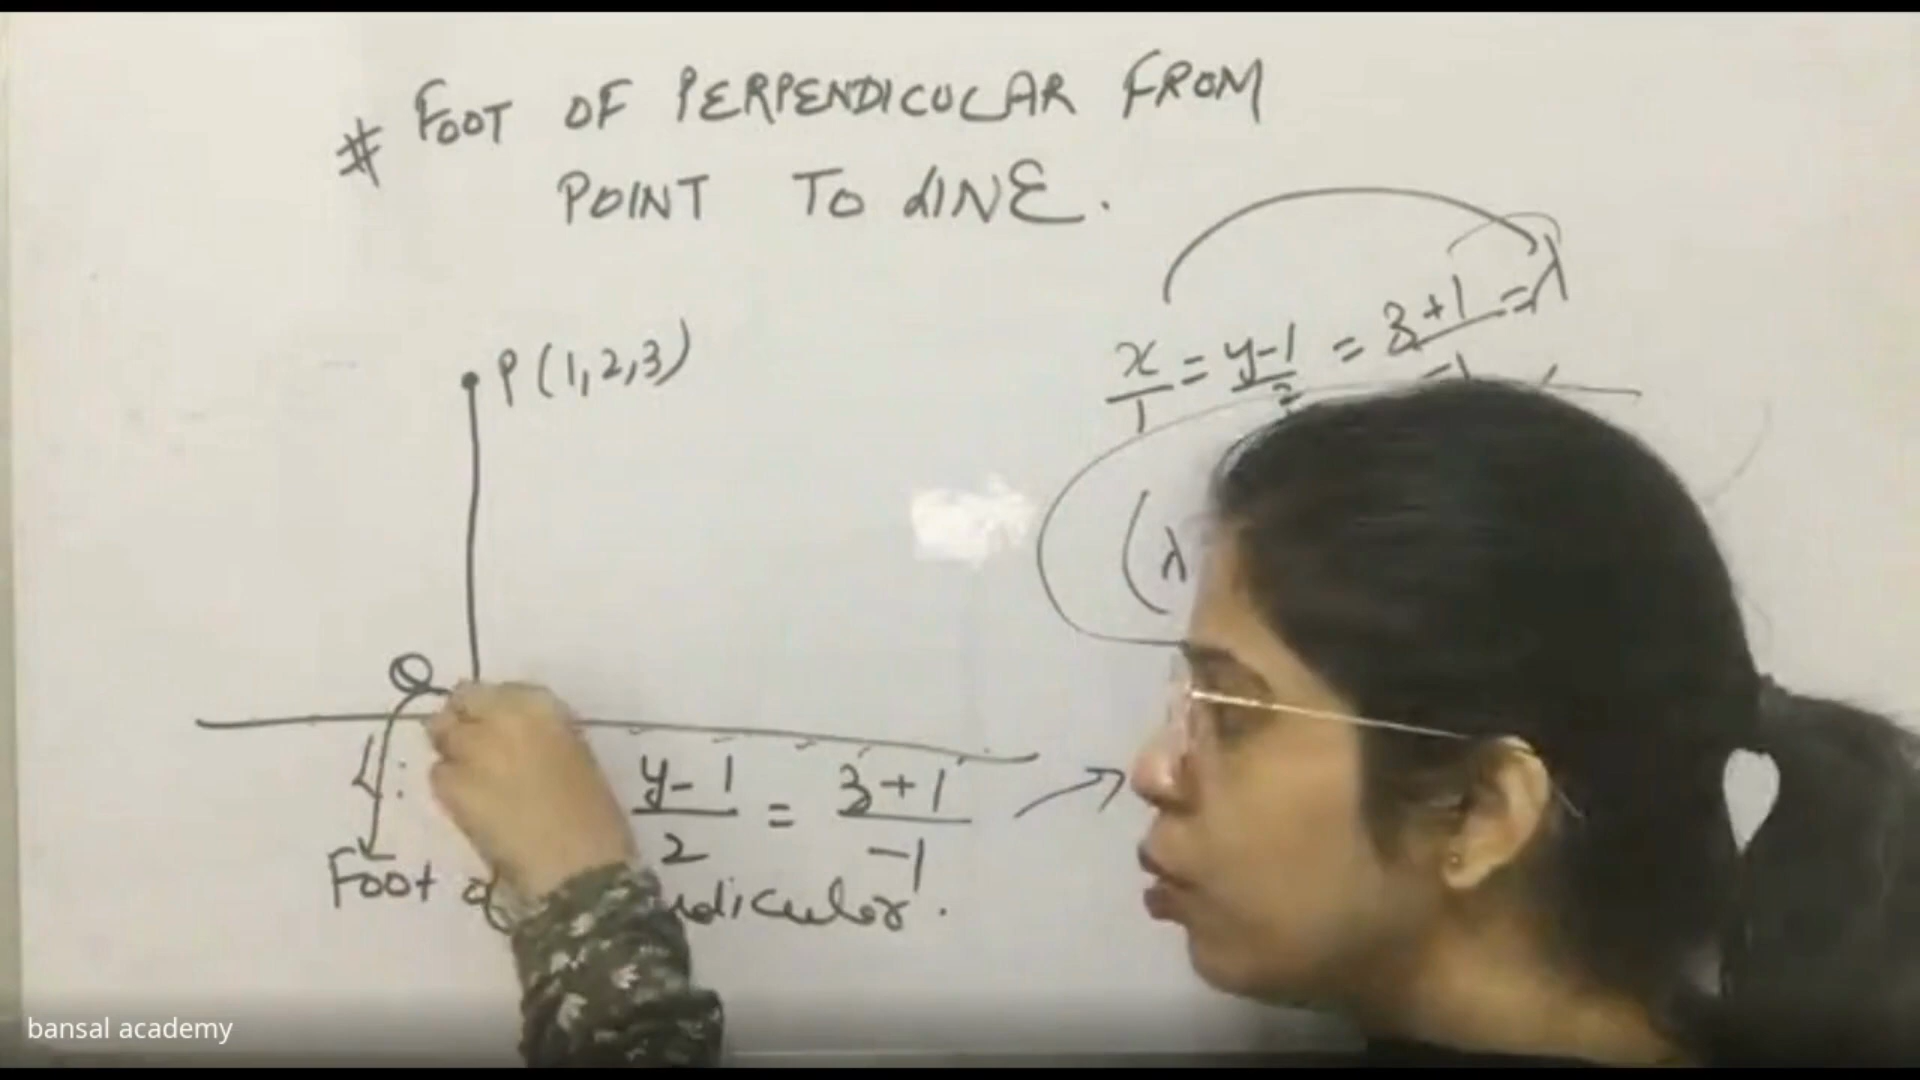 # FOOT OF PERPENDICULAR FROM
POINT TO LINE.
P(1,2,3)
x/1 = y-1/2 = z+1/-1 = λ
(λ
Q
L: y-1/2 = z+1/-1
Foot
bansal academy